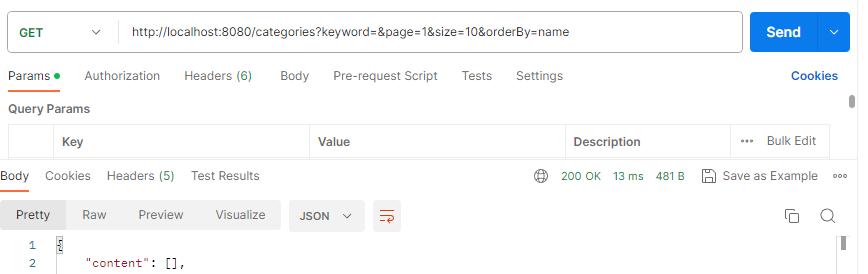 GET http://localhost:8080/categories?keyword=&page=1&size=10&orderBy=name Send
Params Authorization Headers (6) Body Pre-request Script Tests Settings Cookies
Query Params
Key Value Description ••• Bulk Edit
Body Cookies Headers (5) Test Results 200 OK 13 ms 481 B Save as Example
Pretty Raw Preview Visualize JSON
1 {
2 "content": [],